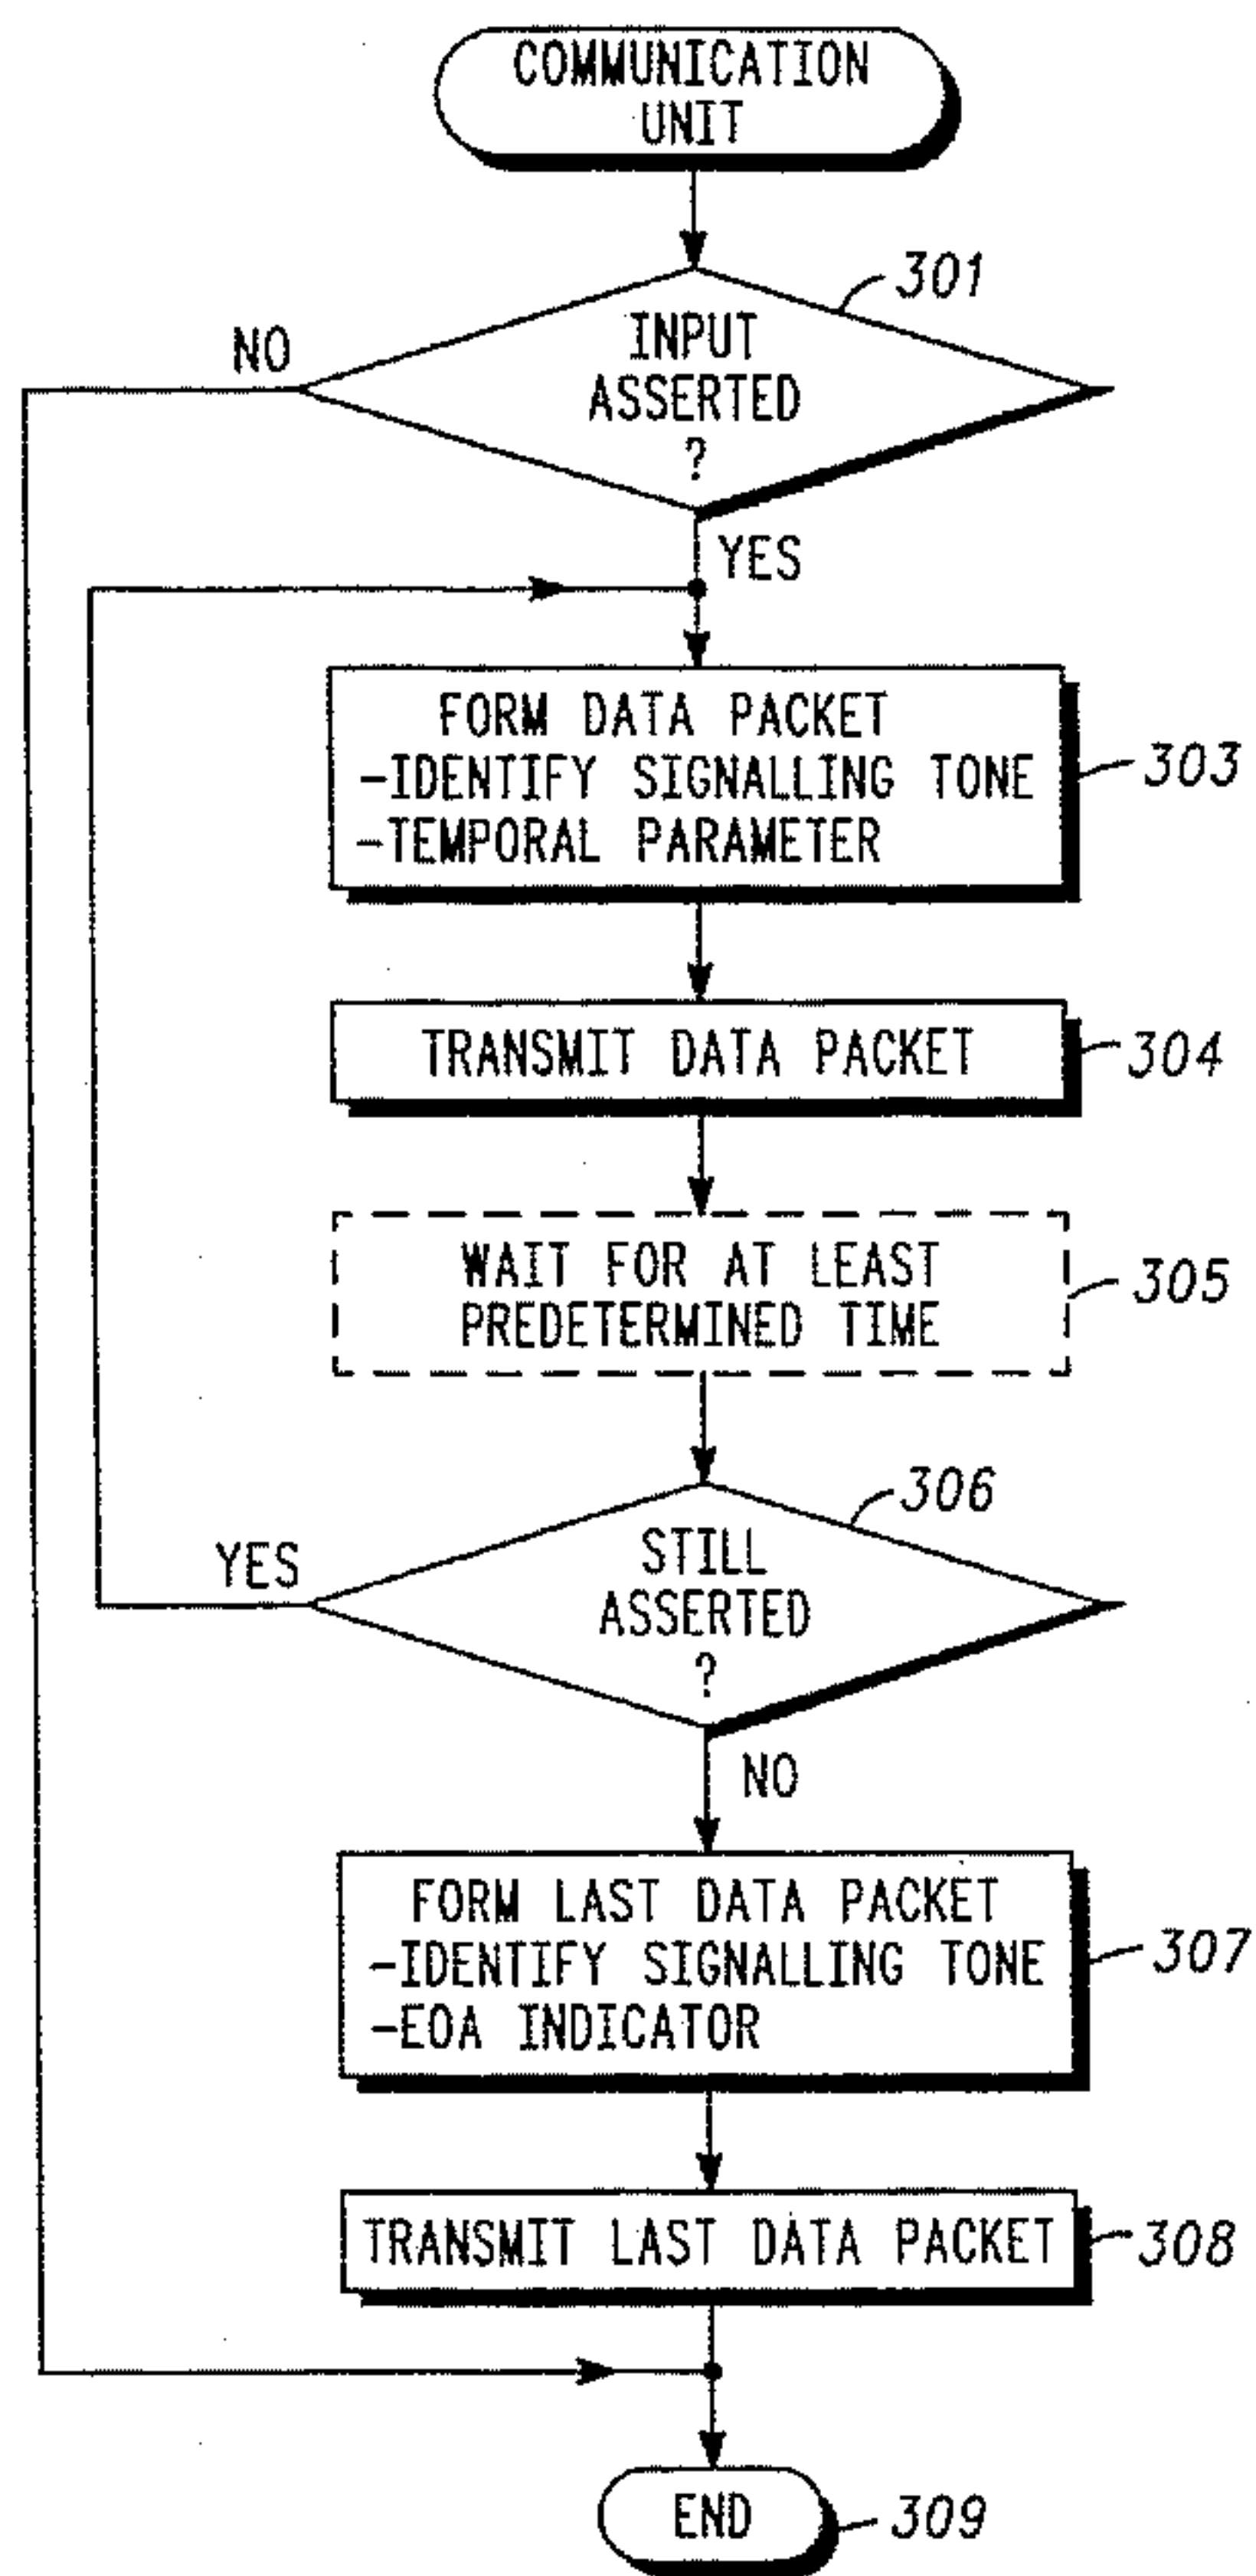 COMMUNICATION
UNIT
301
NO
INPUT
ASSERTED
?
YES
FORM DATA PACKET
-IDENTIFY SIGNALLING TONE
-TEMPORAL PARAMETER
303
TRANSMIT DATA PACKET
304
WAIT FOR AT LEAST
PREDETERMINED TIME
305
306
YES
STILL
ASSERTED
?
NO
FORM LAST DATA PACKET
-IDENTIFY SIGNALLING TONE
-EOA INDICATOR
307
TRANSMIT LAST DATA PACKET
308
END
309